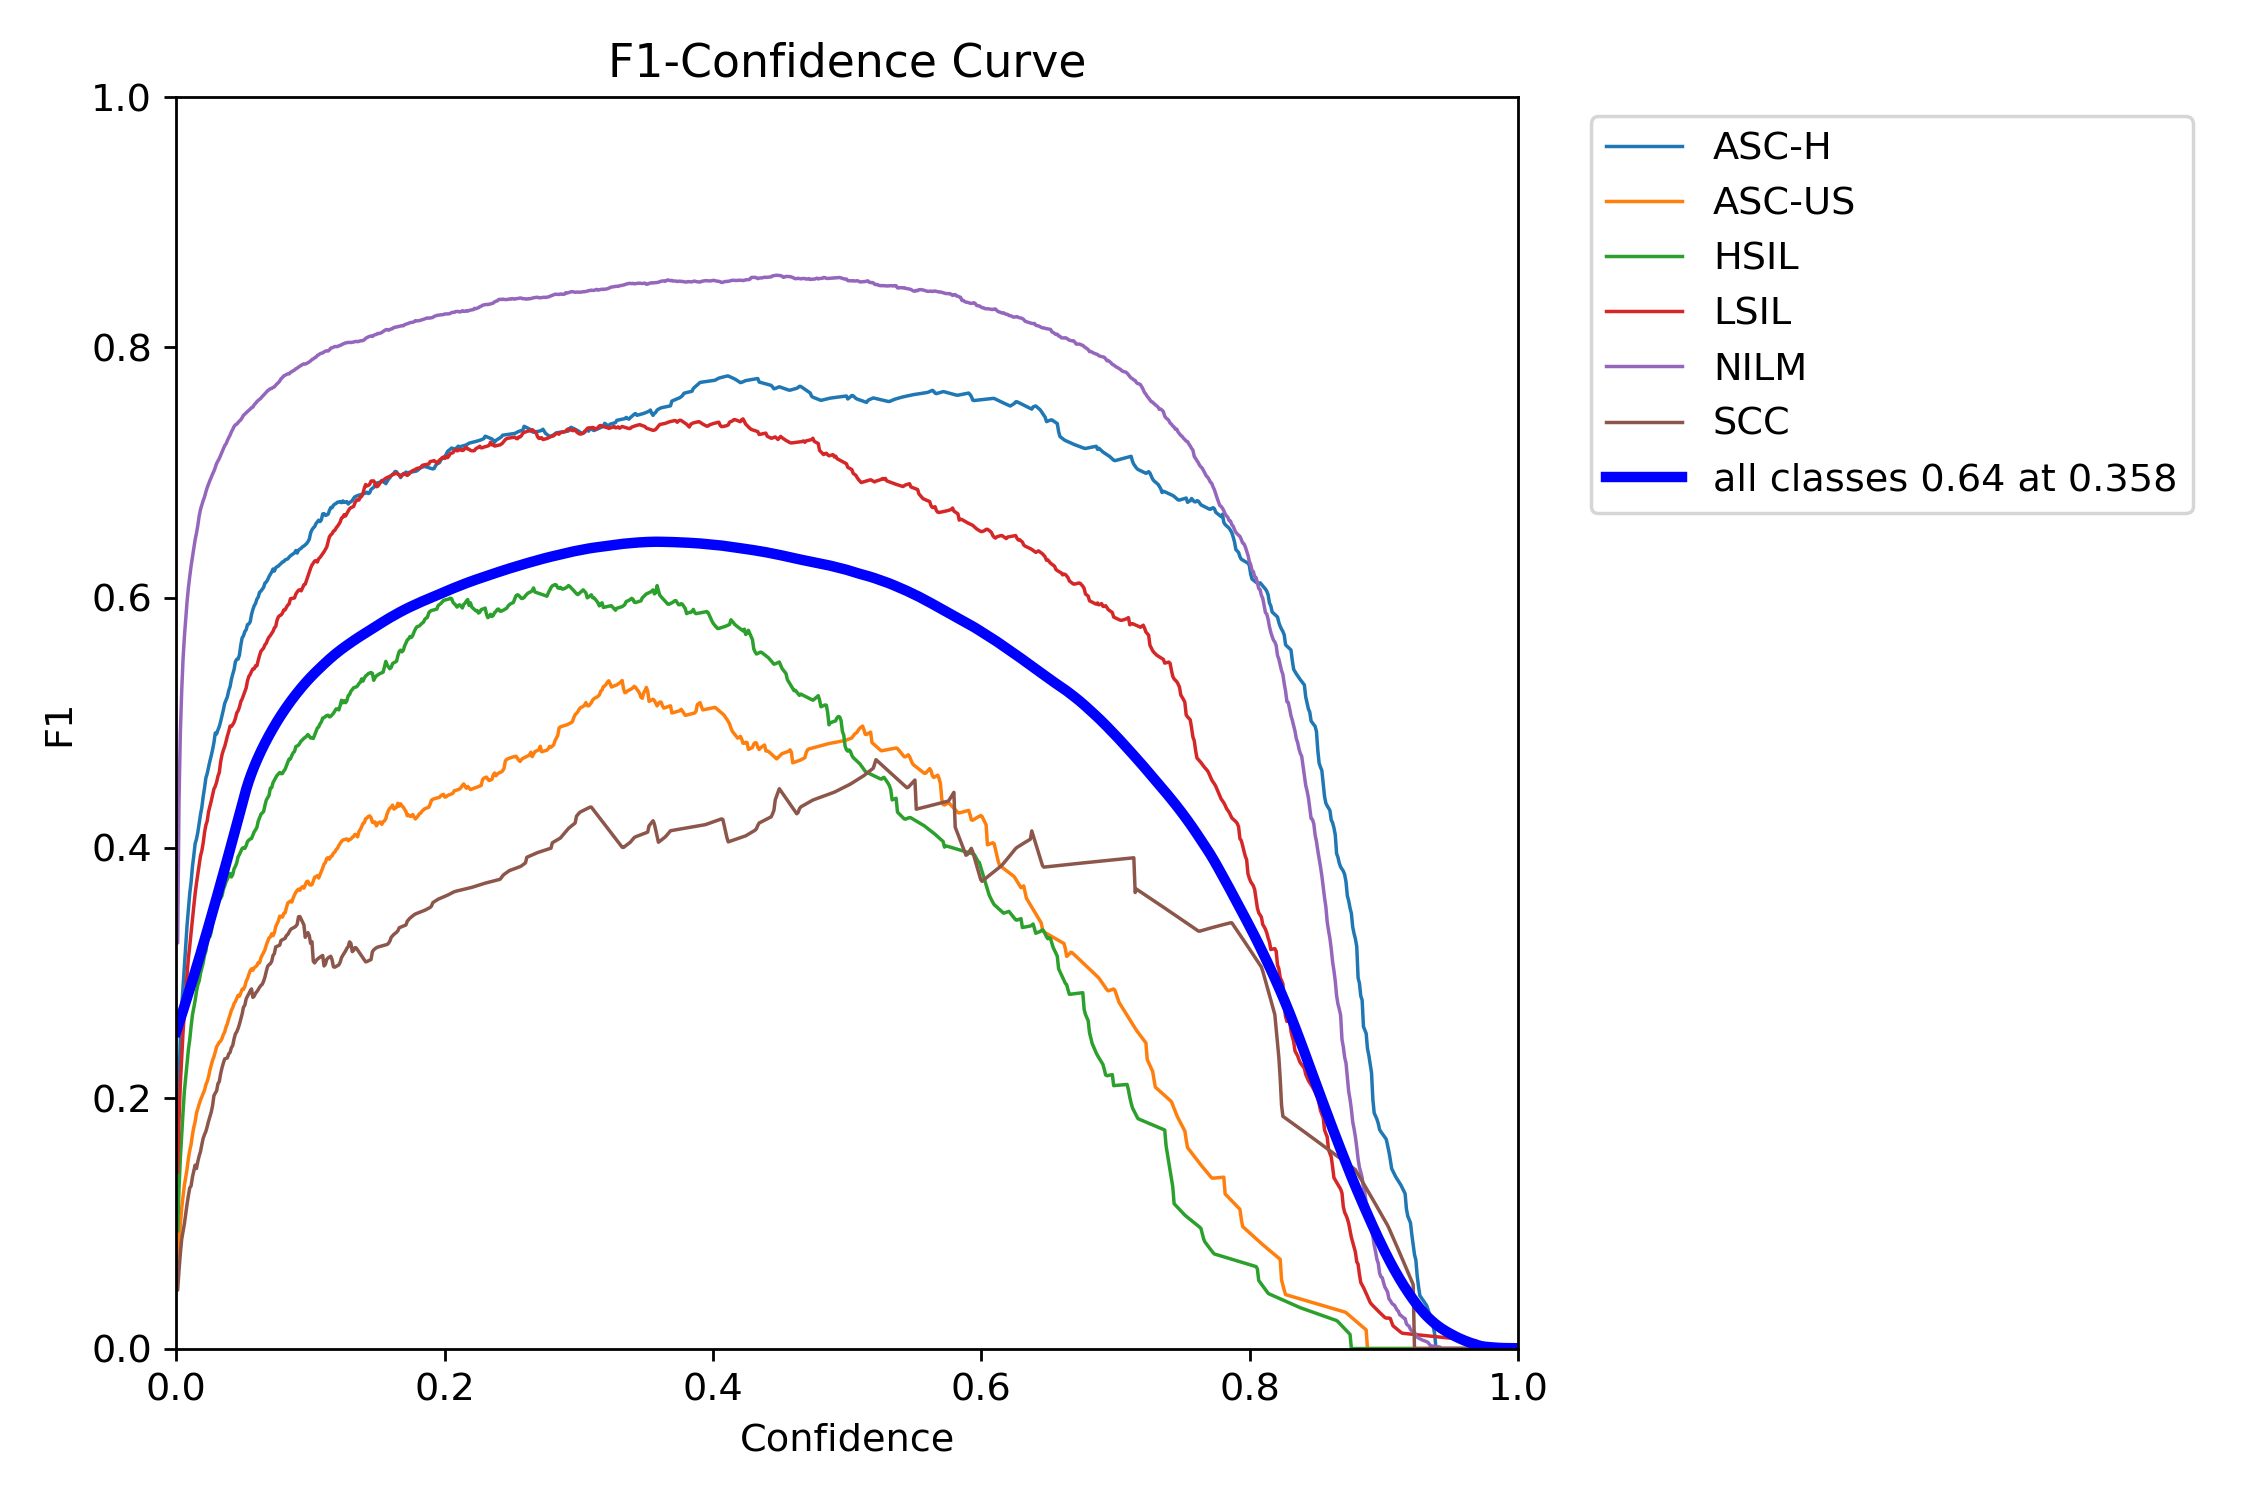 F1-Confidence Curve
1.0
0.8
0.6
0.4
0.2
0.0
F1
0.0 0.2 0.4 0.6 0.8 1.0
Confidence
ASC-H
ASC-US
HSIL
LSIL
NILM
SCC
all classes 0.64 at 0.358